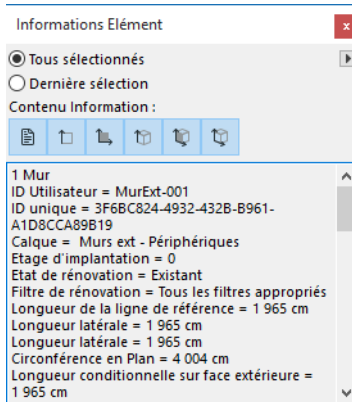 Informations Elément
x
Tous sélectionnés
Dernière sélection
Contenu Information :
1 Mur
ID Utilisateur = MurExt-001
ID unique = 3F6BC824-4932-432B-B961-
A1D8CCA89B19
Calque =  Murs ext - Périphériques
Etage d'implantation = 0
Etat de rénovation = Existant
Filtre de rénovation = Tous les filtres appropriés
Longueur de la ligne de référence = 1 965 cm
Longueur latérale = 1 965 cm
Longueur latérale = 1 965 cm
Circonférence en Plan = 4 004 cm
Longueur conditionnelle sur face extérieure =
1 965 cm